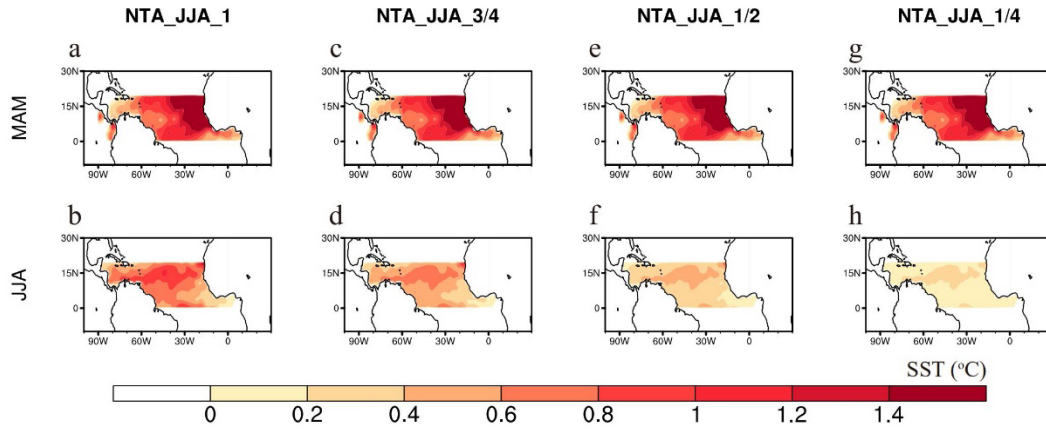 NTA_JJA_1 NTA_JJA_3/4 NTA_JJA_1/2 NTA_JJA_1/4
a c e g
MAM
30N 30N 30N 30N
15N 15N 15N 15N
0 0 0 0
90W 60W 30W 0 90W 60W 30W 0 90W 60W 30W 0 90W 60W 30W 0
b d f h
JJA
30N 30N 30N 30N
15N 15N 15N 15N
0 0 0 0
90W 60W 30W 0 90W 60W 30W 0 90W 60W 30W 0 90W 60W 30W 0
SST (°C)
0 0.2 0.4 0.6 0.8 1 1.2 1.4